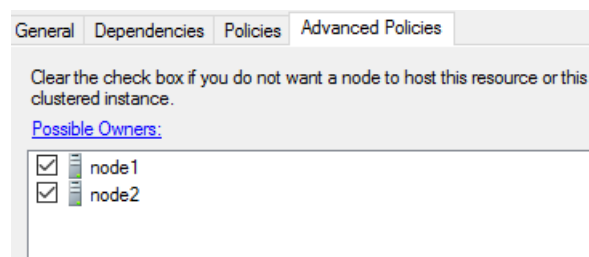 General Dependencies Policies Advanced Policies
Clear the check box if you do not want a node to host this resource or this
clustered instance.
Possible Owners:
node1
node2